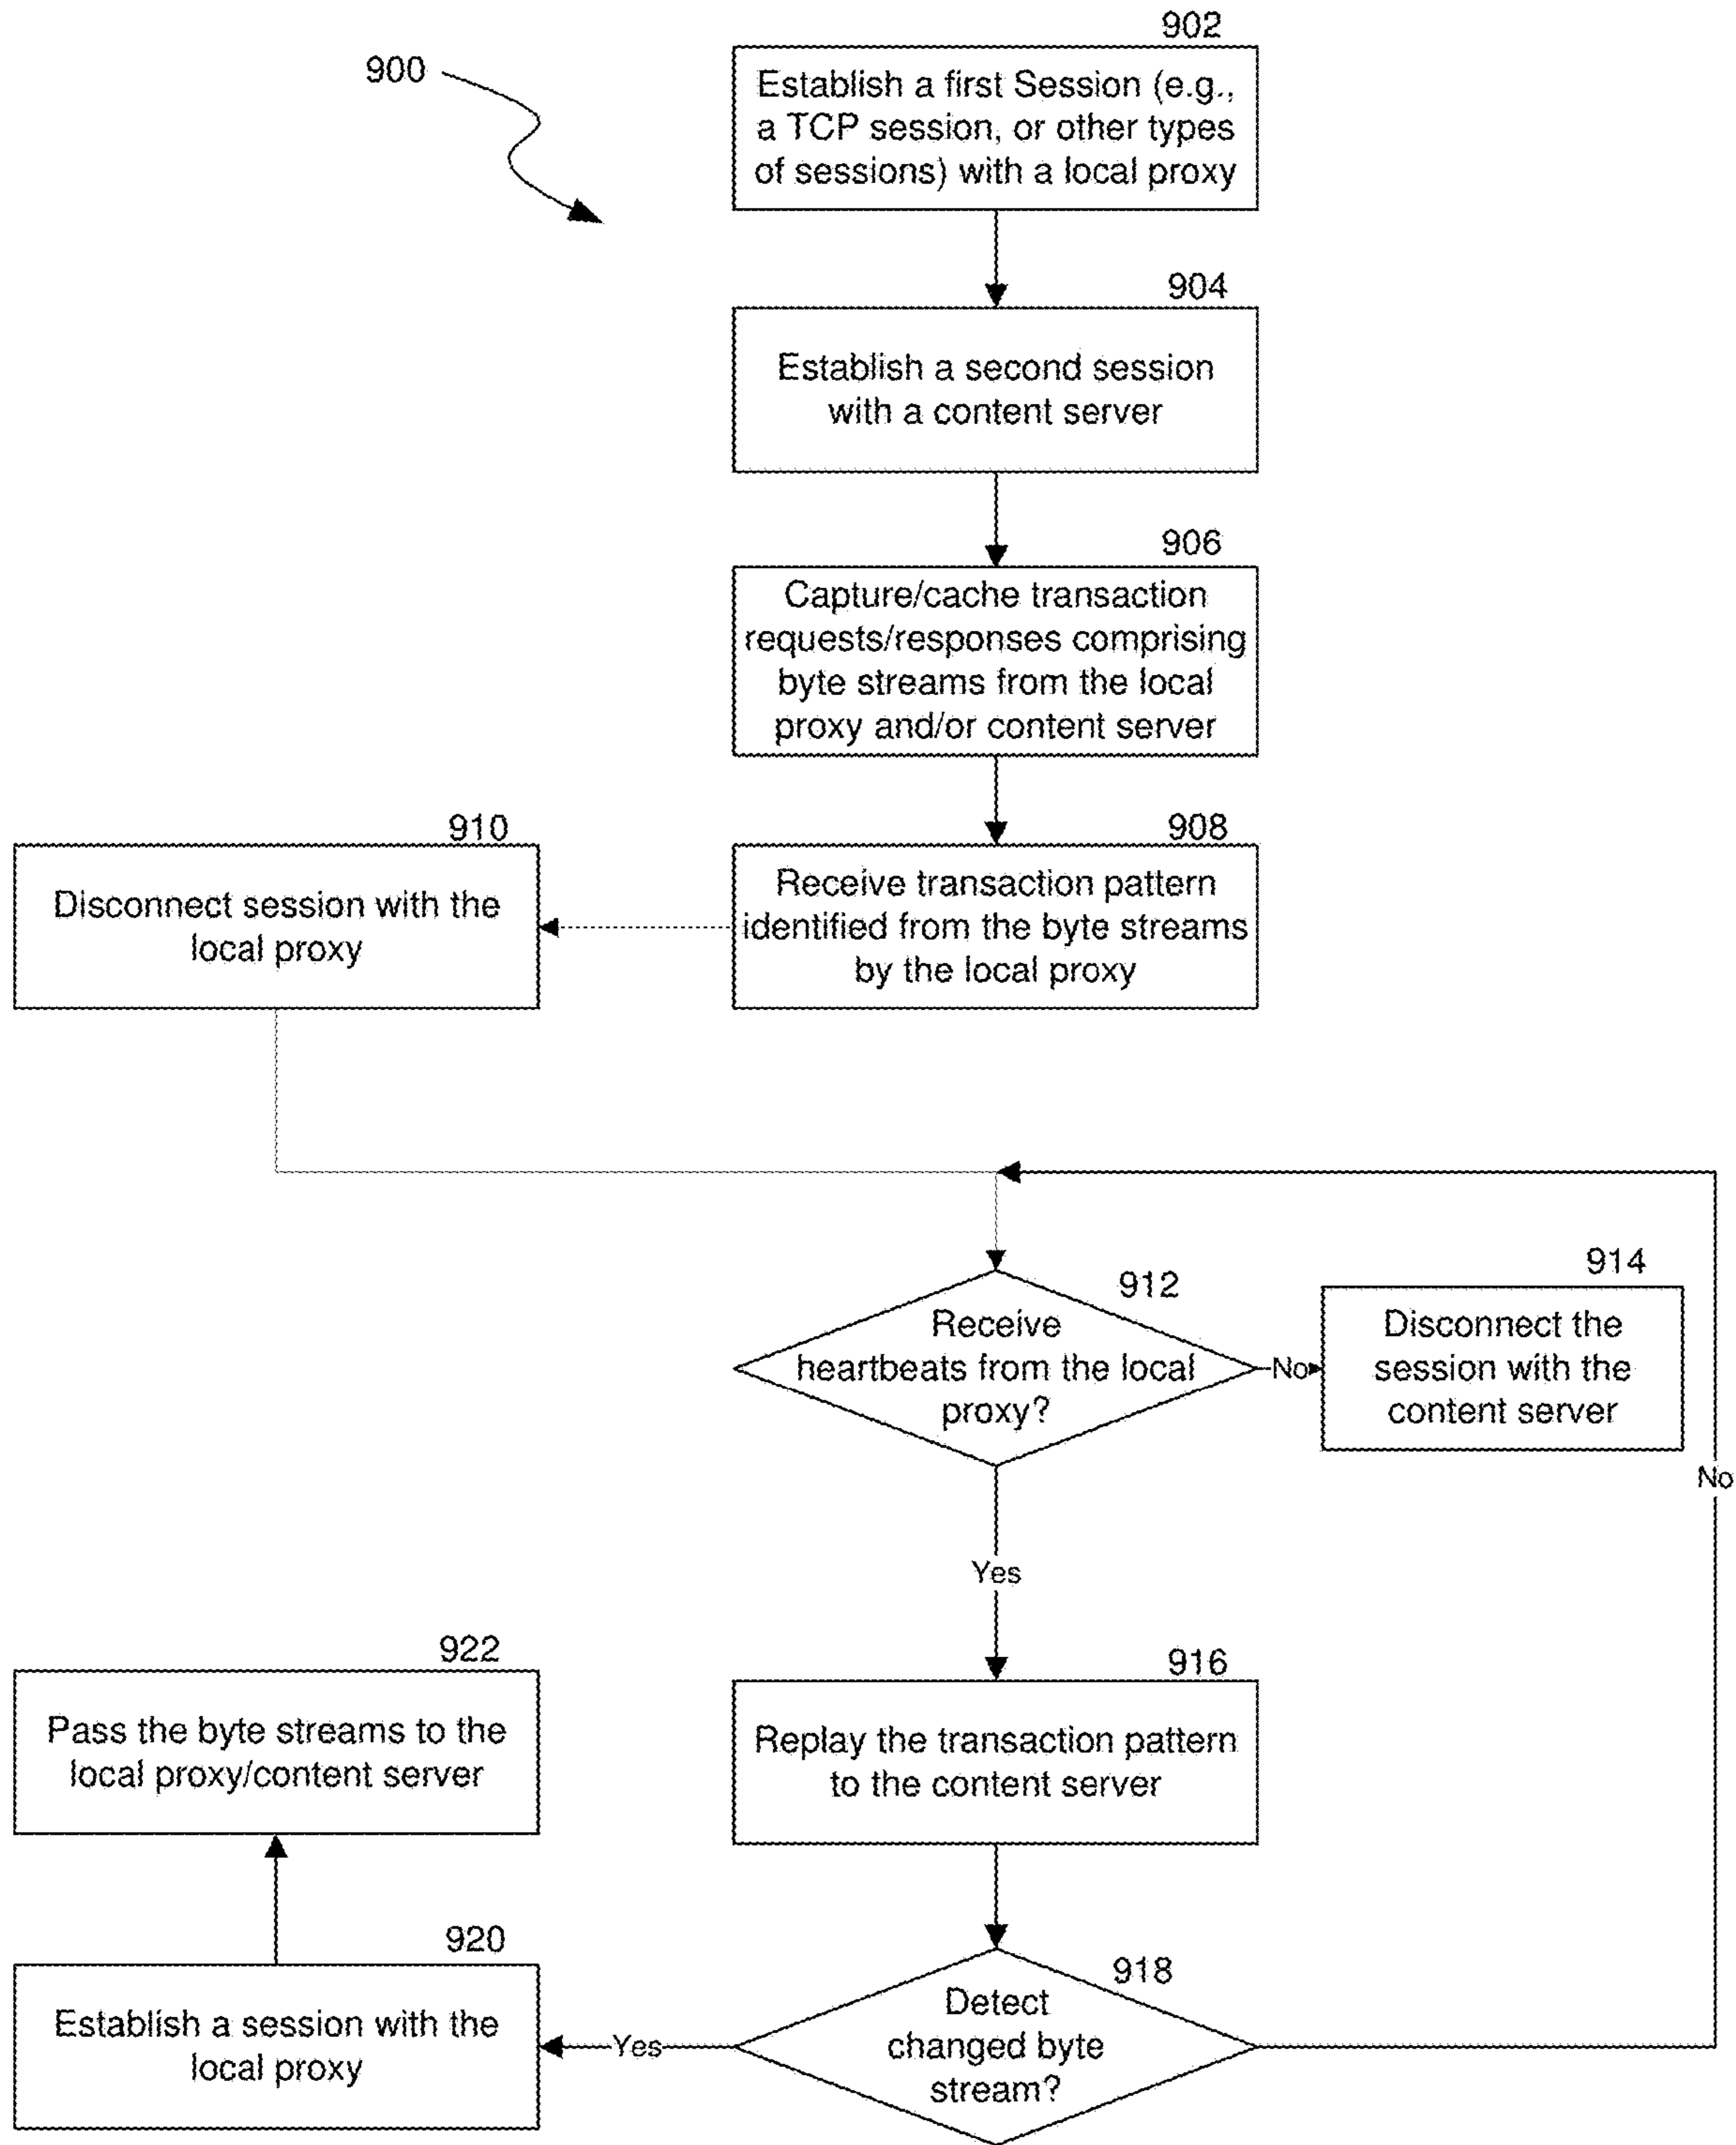 902
900
Establish a first Session (e.g.,
a TCP session, or other types
of sessions) with a local proxy
904
Establish a second session
with a content server
906
Capture/cache transaction
requests/responses comprising
byte streams from the local
proxy and/or content server
910
908
Disconnect session with the
local proxy
Receive transaction pattern
identified from the byte streams
by the local proxy
912
914
Receive
heartbeats from the local
proxy?
No
Disconnect the
session with the
content server
No
Yes
922
916
Pass the byte streams to the
local proxy/content server
Replay the transaction pattern
to the content server
920
918
Establish a session with the
local proxy
Yes
Detect
changed byte
stream?